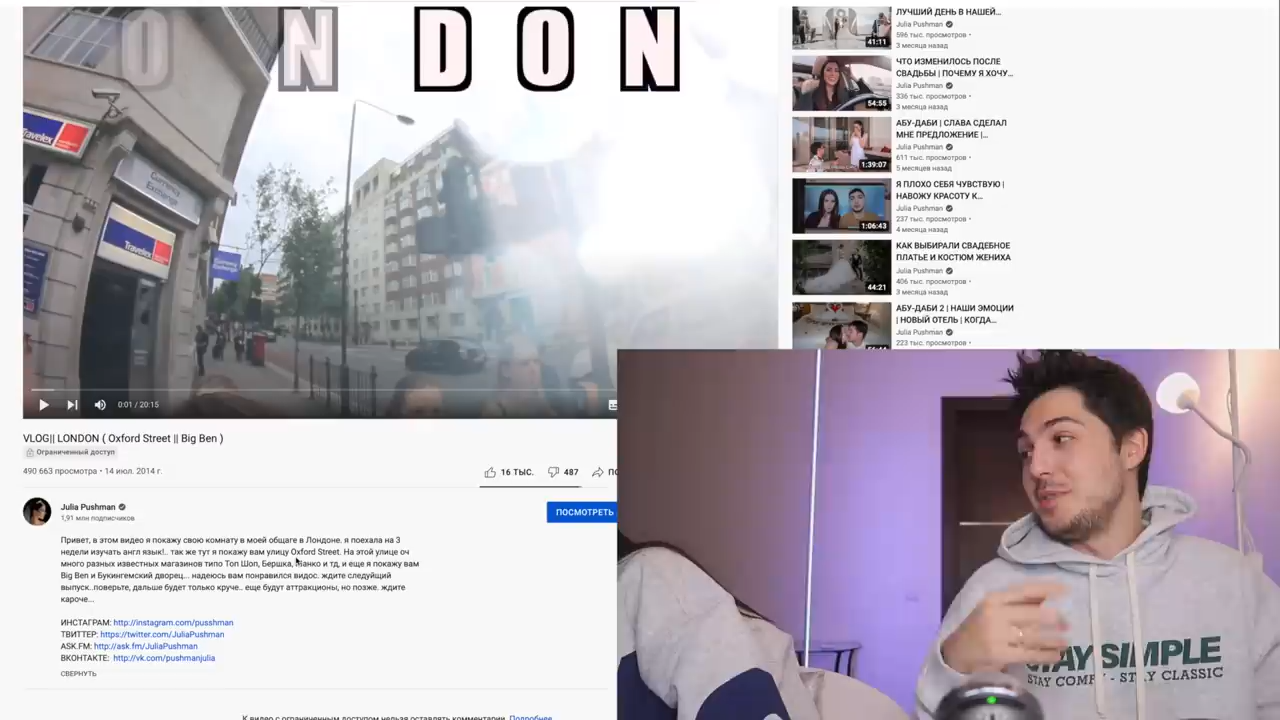 LONDON
Travelex
Travelex
VLOG|| LONDON ( Oxford Street || Big Ben )
Ограниченный доступ
490 663 просмотра • 14 июл. 2014 г.
16 ТЫС.
487
0:01 / 20:15
Julia Pushman
1,91 млн подписчиков
ПОСМОТРЕТЬ
Привет, в этом видео я покажу свою комнату в моей общаге в Лондоне. я поехала на 3
недели изучать англ язык!.. так же тут я покажу вам улицу Oxford Street. На этой улице оч
много разных известных магазинов типо Топ Шоп, Бершка, Манко и тд, и еще я покажу вам
Big Ben и Букингемский дворец... надеюсь вам понравился видос. ждите следуйщий
выпуск..поверьте, дальше будет только круче.. еще будут аттракционы, но позже. ждите
кароче...
ИНСТАГРАМ: http://instagram.com/pusshman
ТВИТТЕР: https://twitter.com/JuliaPushman
ASK.FM: http://ask.fm/JuliaPushman
ВКОНТАКТЕ: http://vk.com/pushmanjulia
СВЕРНУТЬ
К видео с ограниченным доступом нельзя оставлять комментарии. Подробнее
ЛУЧШИЙ ДЕНЬ В НАШЕЙ...
Julia Pushman
596 тыс. просмотров •
3 месяца назад
41:11
ЧТО ИЗМЕНИЛОСЬ ПОСЛЕ
СВАДЬБЫ | ПОЧЕМУ Я ХОЧУ...
Julia Pushman
336 тыс. просмотров •
3 месяца назад
54:55
АБУ-ДАБИ | СЛАВА СДЕЛАЛ
МНЕ ПРЕДЛОЖЕНИЕ |...
Julia Pushman
611 тыс. просмотров •
5 месяцев назад
1:39:07
Я ПЛОХО СЕБЯ ЧУВСТВУЮ |
НАВОЖУ КРАСОТУ К...
Julia Pushman
237 тыс. просмотров •
4 месяца назад
1:06:43
КАК ВЫБИРАЛИ СВАДЕБНОЕ
ПЛАТЬЕ И КОСТЮМ ЖЕНИХА
Julia Pushman
406 тыс. просмотров •
3 месяца назад
44:21
АБУ-ДАБИ 2 | НАШИ ЭМОЦИИ
| НОВЫЙ ОТЕЛЬ | КОГДА...
Julia Pushman
223 тыс. просмотров •
STAY SIMPLE
STAY COMFY - STAY CLASSIC